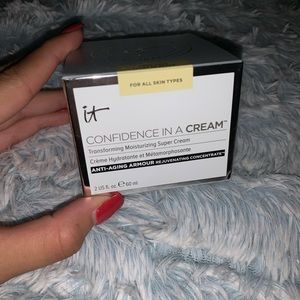 FOR ALL SKIN TYPES
it
CONFIDENCE IN A CREAM™
Transforming Moisturizing Super Cream
Crème Hydratante et Métamorphosante
ANTI-AGING ARMOUR REJUVENATING CONCENTRATE™
2 US fl. oz. ℮ 60 ml